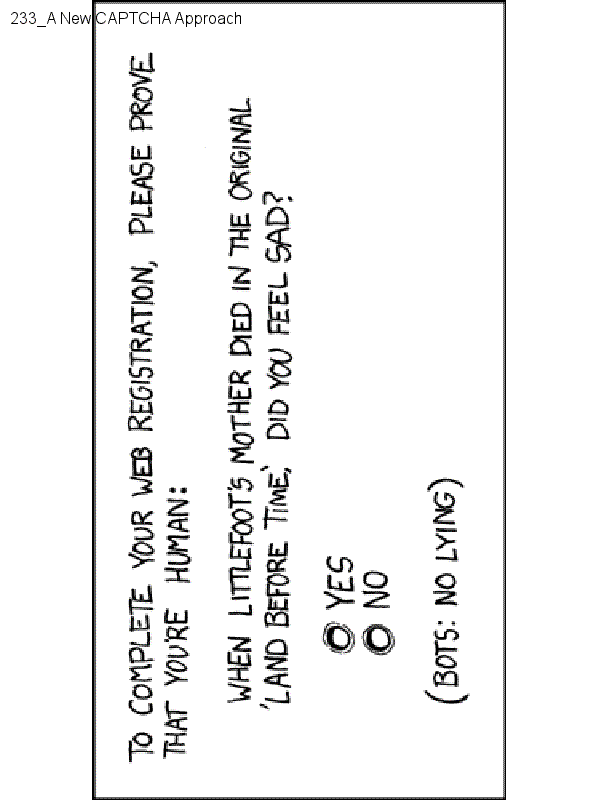 233_A New CAPTCHA Approach
TO COMPLETE YOUR WEB REGISTRATION, PLEASE PROVE
THAT YOU'RE HUMAN:
WHEN LITTLEFOOT'S MOTHER DIED IN THE ORIGINAL
'LAND BEFORE TIME,' DID YOU FEEL SAD?
YES
NO
(BOTS: NO LYING)